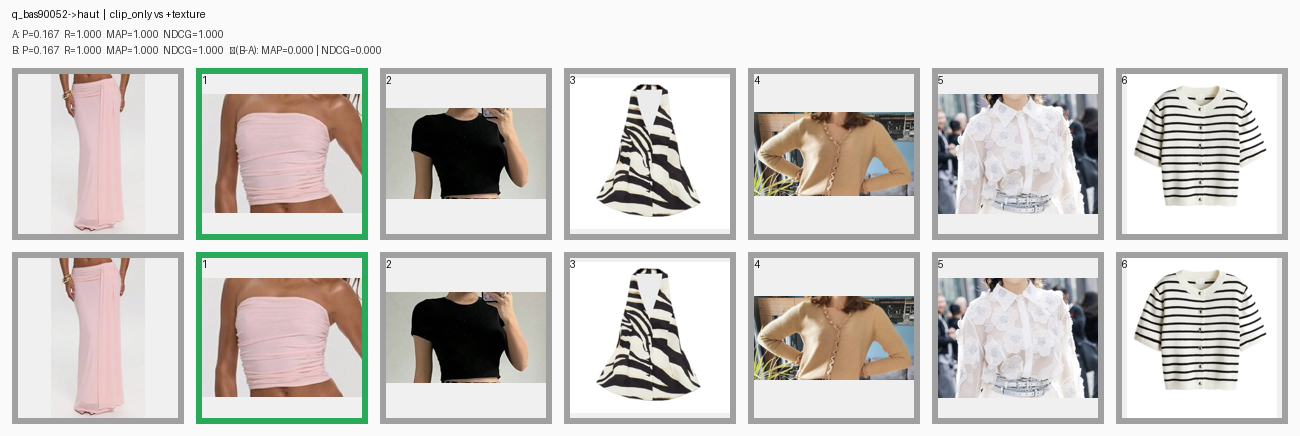 q_bas90052->haut | clip_only vs +texture
A: P=0.167 R=1.000 MAP=1.000 NDCG=1.000
B: P=0.167 R=1.000 MAP=1.000 NDCG=1.000 (B-A): MAP=0.000 | NDCG=0.000
1 2 3 4 5 6
1 2 3 4 5 6